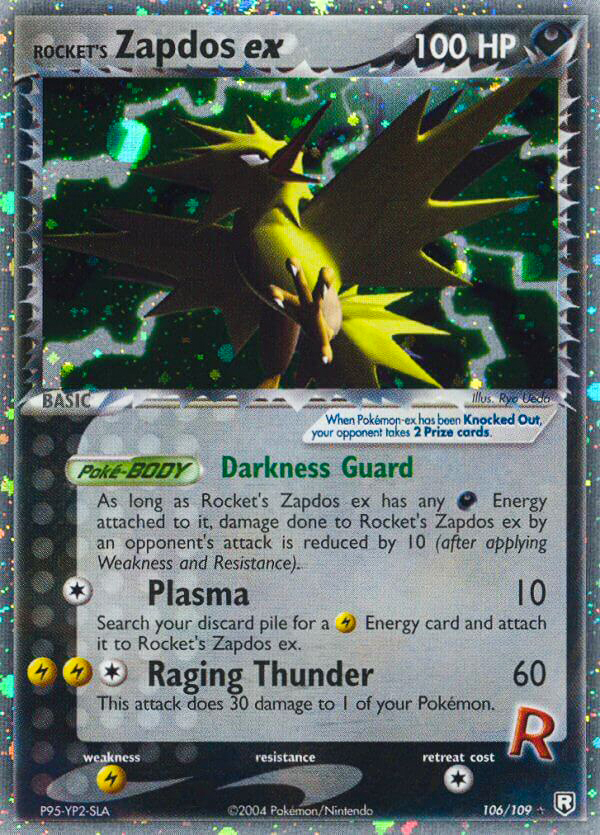 ROCKET'S Zapdos ex 100 HP
BASIC
Illus. Ryo Ueda
When Pokémon-ex has been Knocked Out,
your opponent takes 2 Prize cards.
Poké-BODY Darkness Guard
As long as Rocket's Zapdos ex has any Energy
attached to it, damage done to Rocket's Zapdos ex by
an opponent's attack is reduced by 10 (after applying
Weakness and Resistance).
Plasma 10
Search your discard pile for a Energy card and attach
it to Rocket's Zapdos ex.
Raging Thunder 60
This attack does 30 damage to 1 of your Pokémon.
R
weakness resistance retreat cost
P95-YP2-SLA ©2004 Pokémon/Nintendo 106/109 R